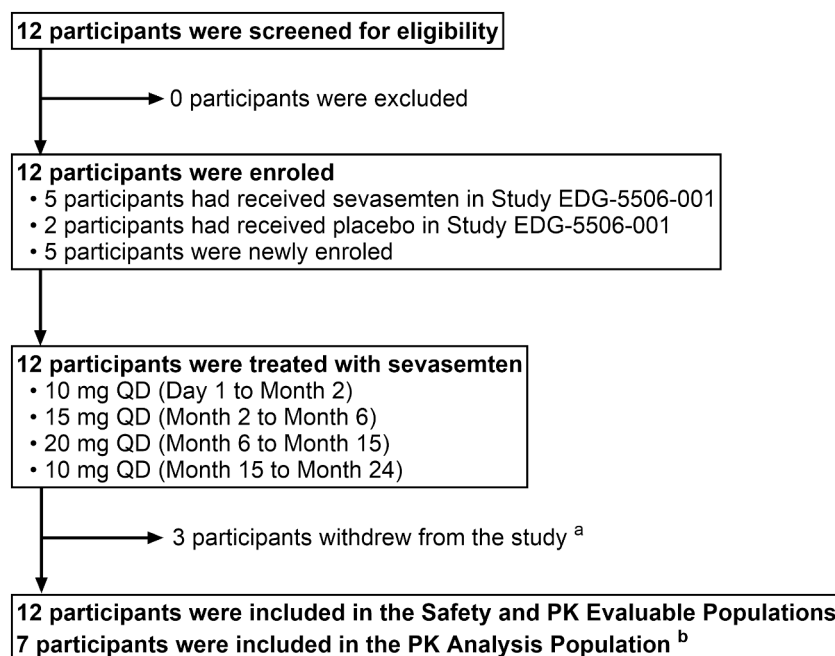 12 participants were screened for eligibility
0 participants were excluded
12 participants were enroled
• 5 participants had received sevasemten in Study EDG-5506-001
• 2 participants had received placebo in Study EDG-5506-001
• 5 participants were newly enroled
12 participants were treated with sevasemten
• 10 mg QD (Day 1 to Month 2)
• 15 mg QD (Month 2 to Month 6)
• 20 mg QD (Month 6 to Month 15)
• 10 mg QD (Month 15 to Month 24)
3 participants withdrew from the study a
12 participants were included in the Safety and PK Evaluable Populations
7 participants were included in the PK Analysis Population b